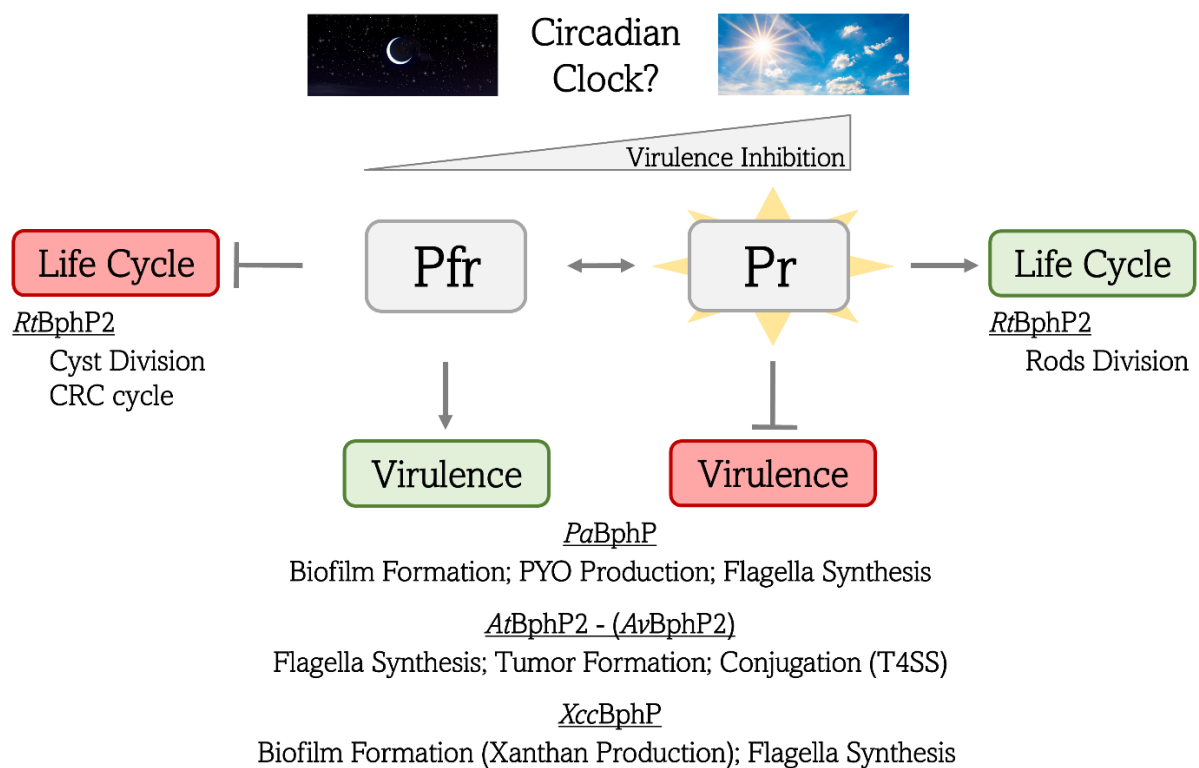 Circadian
Clock?
Virulence Inhibition
Life Cycle
Pfr
Pr
Life Cycle
RtBphP2
Cyst Division
CRC cycle
RtBphP2
Rods Division
Virulence
Virulence
PaBphP
Biofilm Formation; PYO Production; Flagella Synthesis
AtBphP2 - (AvBphP2)
Flagella Synthesis; Tumor Formation; Conjugation (T4SS)
XccBphP
Biofilm Formation (Xanthan Production); Flagella Synthesis